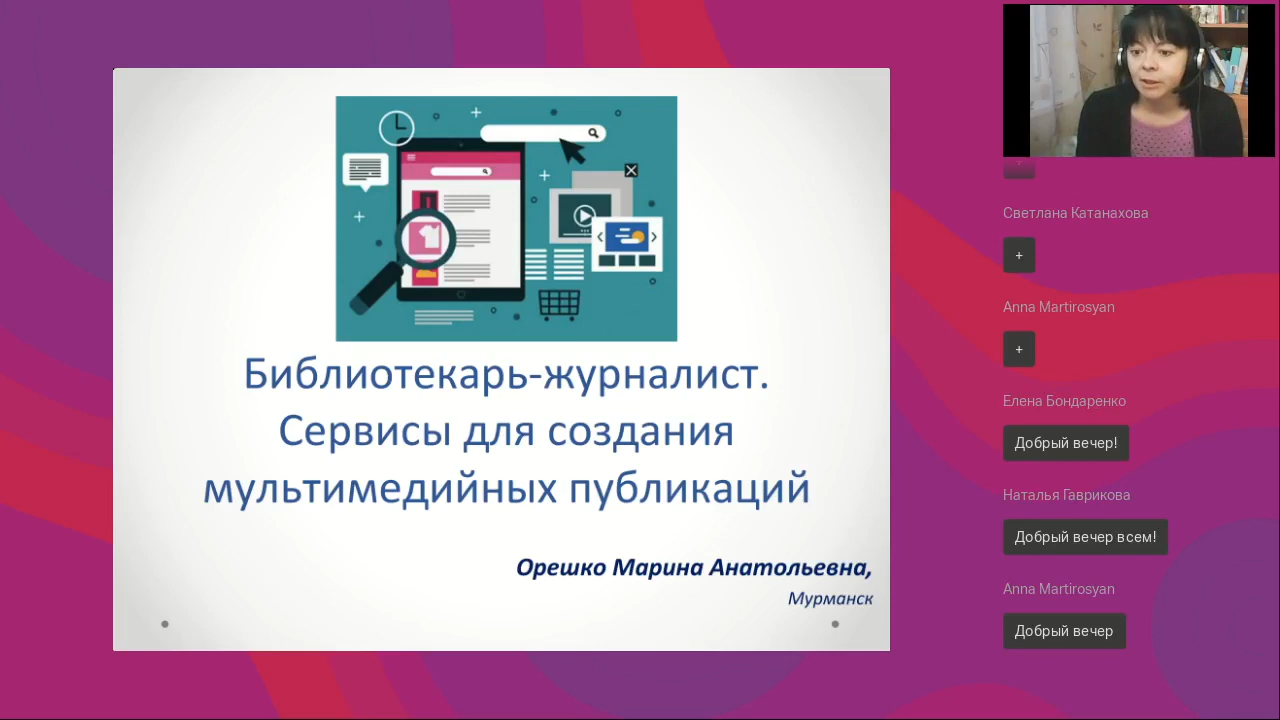 Библиотекарь-журналист.
Сервисы для создания
мультимедийных публикаций
Орешко Марина Анатольевна,
Мурманск
Светлана Катанахова
+
Anna Martirosyan
+
Елена Бондаренко
Добрый вечер!
Наталья Гаврикова
Добрый вечер всем!
Anna Martirosyan
Добрый вечер